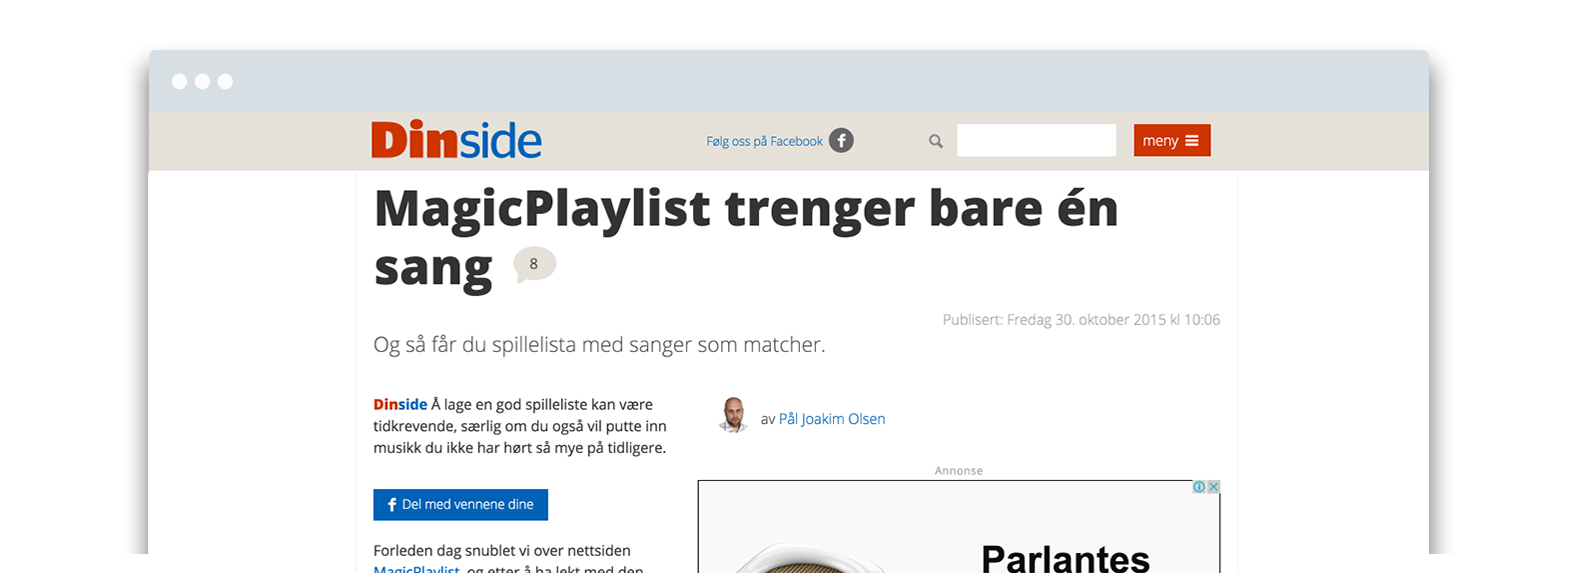 Dinside
Følg oss på Facebook
meny
MagicPlaylist trenger bare én
sang
8
Publisert: Fredag 30. oktober 2015 kl 10:06
Og så får du spillelista med sanger som matcher.
Dinside Å lage en god spilleliste kan være
tidkrevende, særlig om du også vil putte inn
musikk du ikke har hørt så mye på tidligere.
av Pål Joakim Olsen
Annonse
Del med vennene dine
Forleden dag snublet vi over nettsiden
MagicPlaylist, og etter å ha lekt med den
Parlantes